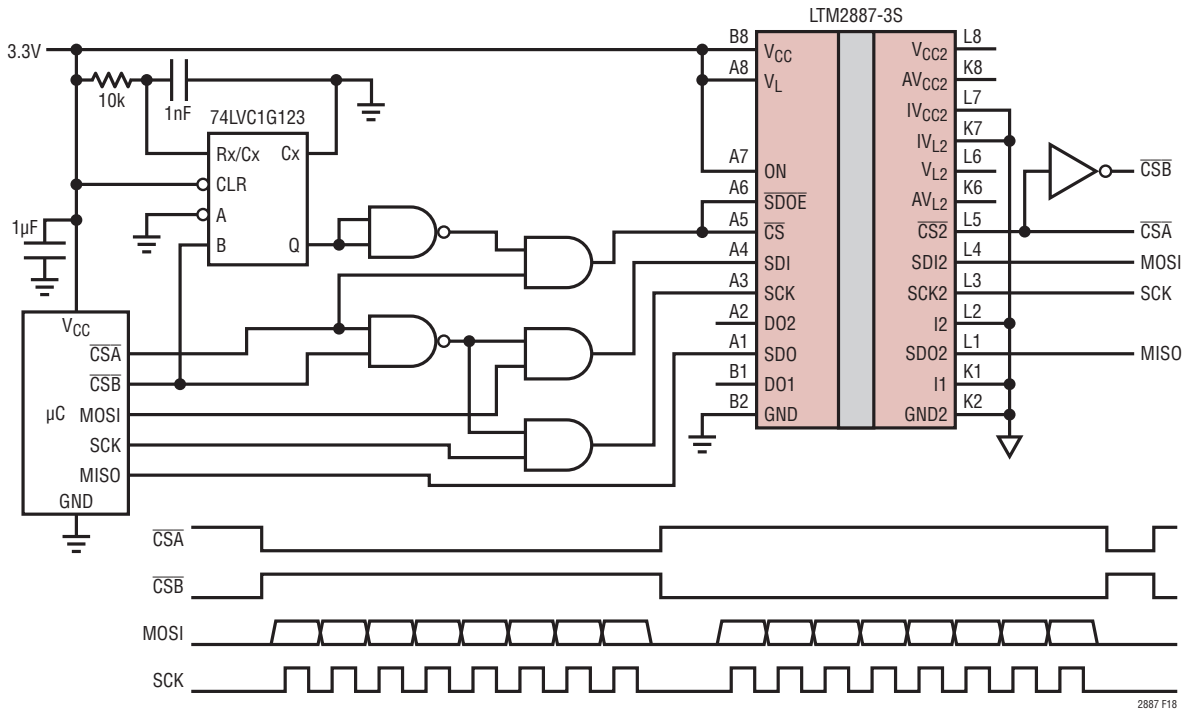 LTM2887-3S
3.3V
10k
1nF
74LVC1G123
Rx/Cx Cx
CLR
A
B Q
1µF
VCC
CSA
CSB
µC MOSI
SCK
MISO
GND
B8 VCC
A8 VL
A7 ON
A6 SDOE
A5 CS
A4 SDI
A3 SCK
A2 DO2
A1 SDO
B1 DO1
B2 GND
VCC2 L8
AVCC2 K8
IVCC2 L7
IVL2 K7
VL2 L6
AVL2 K6
CS2 L5
SDI2 L4
SCK2 L3
I2 L2
SDO2 L1
I1 K1
GND2 K2
CSB
CSA
MOSI
SCK
MISO
CSA
CSB
MOSI
SCK
2887 F18